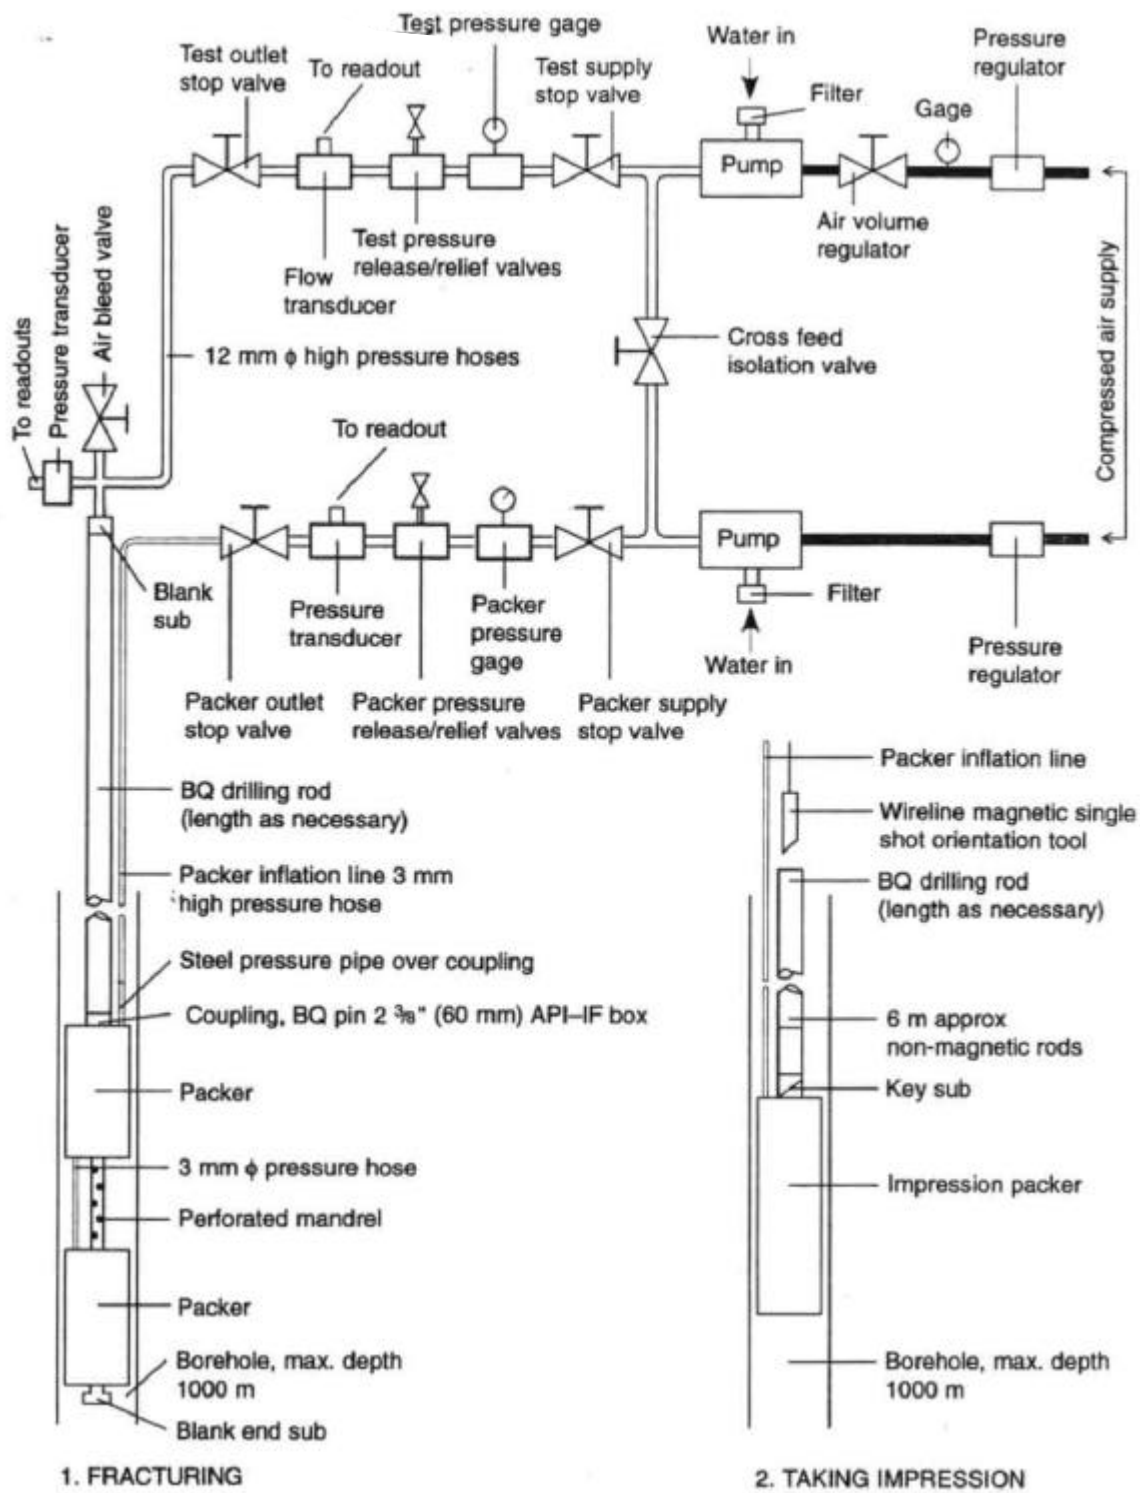 Test pressure gage
Test outlet
stop valve
To readout
Test supply
stop valve
Water in
Filter
Pressure
regulator
Gage
Pump
Air volume
regulator
Test pressure
release/relief valves
Flow
transducer
12 mm ϕ high pressure hoses
Cross feed
isolation valve
Compressed air supply
To readouts
Pressure transducer
Air bleed valve
To readout
Pump
Filter
Water in
Pressure
regulator
Blank
sub
Pressure
transducer
Packer
pressure
gage
Packer outlet
stop valve
Packer pressure
release/relief valves
Packer supply
stop valve
BQ drilling rod
(length as necessary)
Packer inflation line 3 mm
high pressure hose
Steel pressure pipe over coupling
Coupling, BQ pin 2 ⅜" (60 mm) API–IF box
Packer
3 mm ϕ pressure hose
Perforated mandrel
Packer
Borehole, max. depth
1000 m
Blank end sub
1. FRACTURING
Packer inflation line
Wireline magnetic single
shot orientation tool
BQ drilling rod
(length as necessary)
6 m approx
non-magnetic rods
Key sub
Impression packer
Borehole, max. depth
1000 m
2. TAKING IMPRESSION